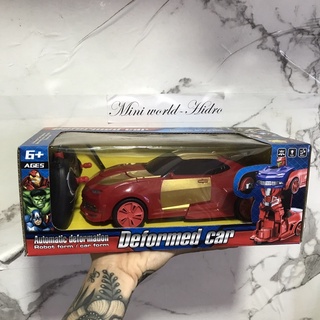 Mini world-Hidro
6+
AGES
Automatic deformation
Robot form / car form
Deformed car